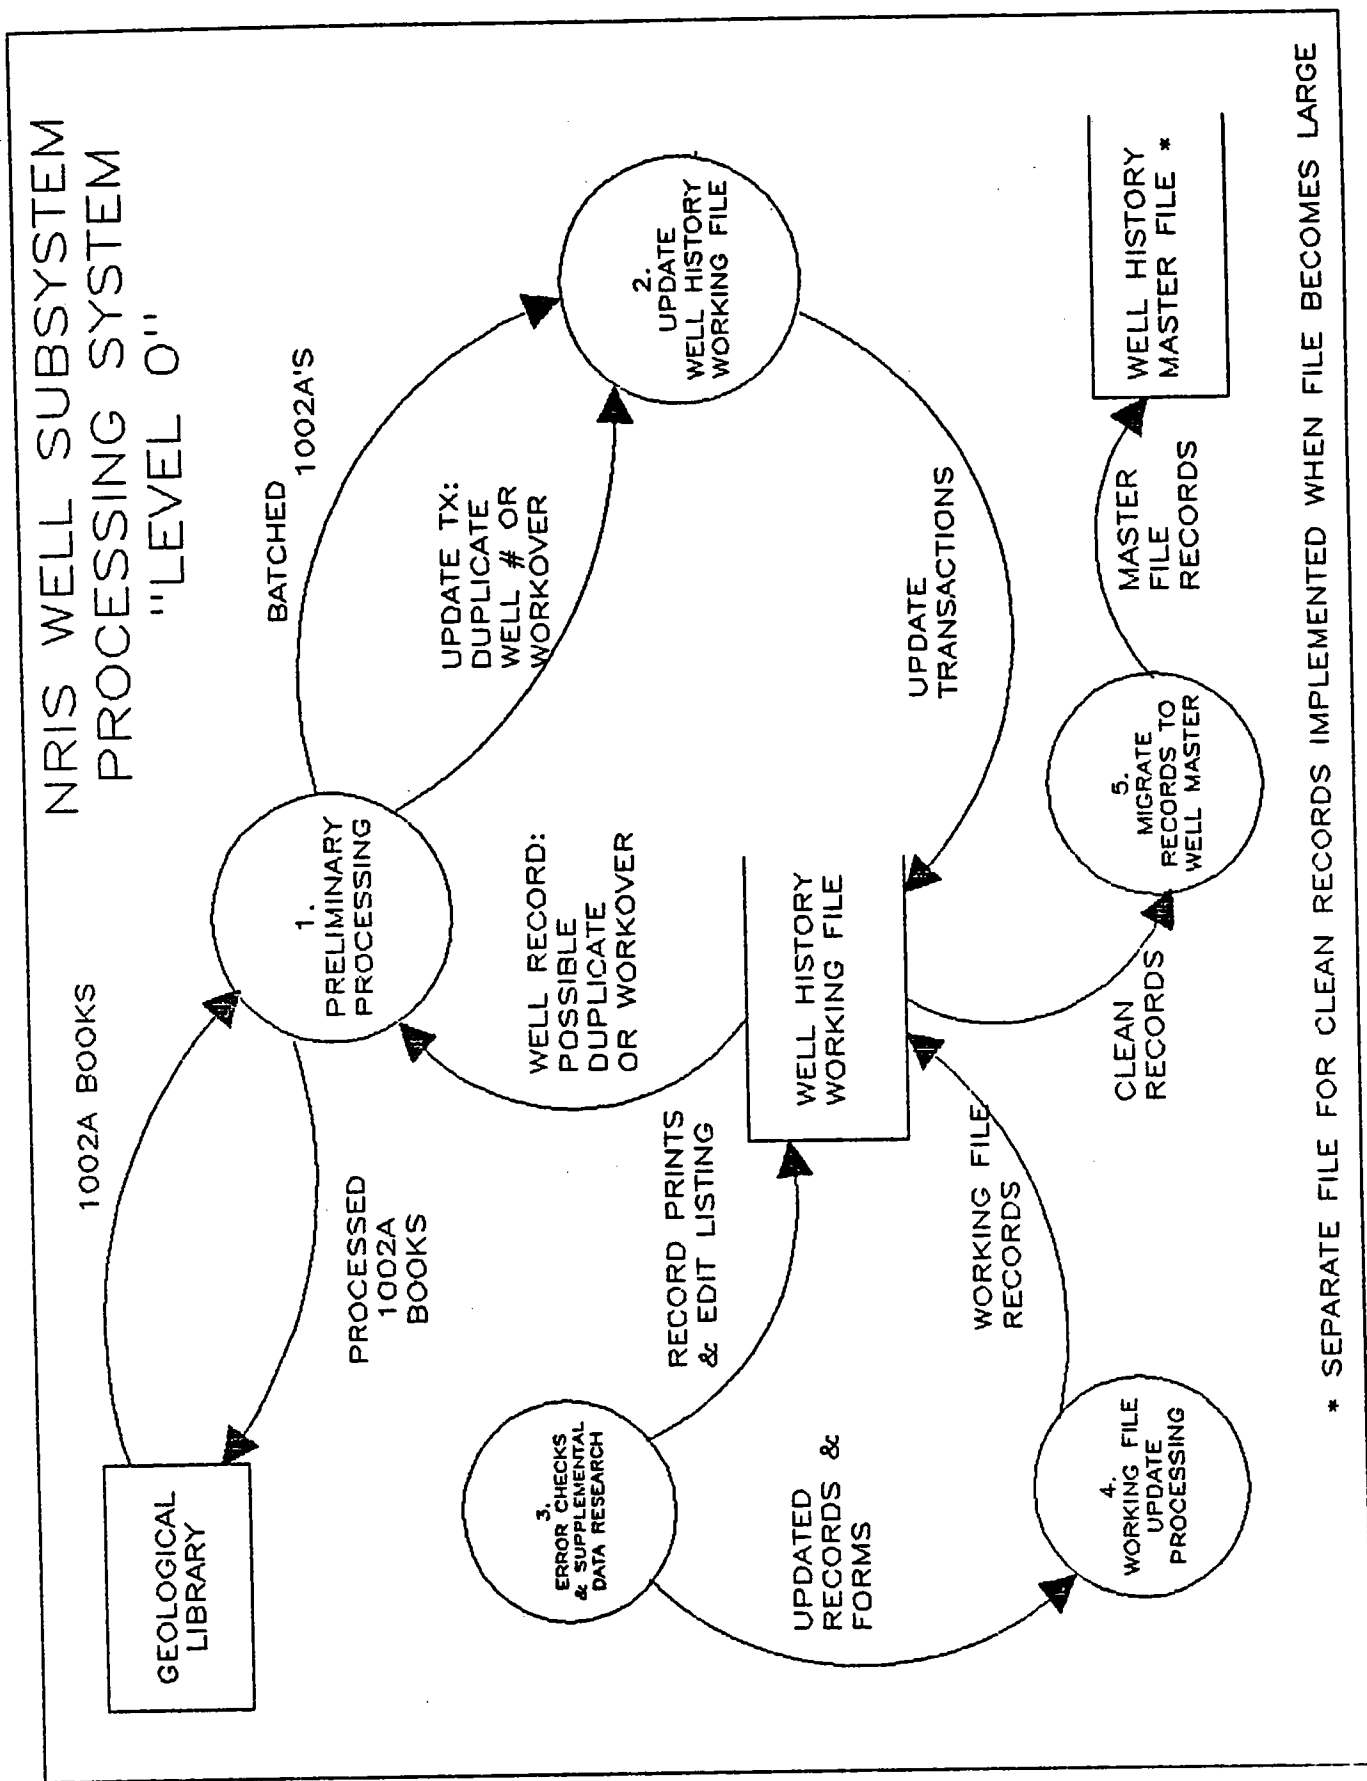 NRIS WELL SUBSYSTEM
PROCESSING SYSTEM
"LEVEL 0"
1002A BOOKS
BATCHED
1002A'S
GEOLOGICAL
LIBRARY
1.
PRELIMINARY
PROCESSING
PROCESSED
1002A
BOOKS
UPDATE TX:
DUPLICATE
WELL # OR
WORKOVER
2.
UPDATE
WELL HISTORY
WORKING FILE
WELL RECORD:
POSSIBLE
DUPLICATE
OR WORKOVER
3.
ERROR CHECKS
& SUPPLEMENTAL
DATA RESEARCH
RECORD PRINTS
& EDIT LISTING
WELL HISTORY
WORKING FILE
UPDATE
TRANSACTIONS
UPDATED
RECORDS &
FORMS
WORKING FILE
RECORDS
4.
WORKING FILE
UPDATE
PROCESSING
CLEAN
RECORDS
5.
MIGRATE
RECORDS TO
WELL MASTER
MASTER
FILE
RECORDS
WELL HISTORY
MASTER FILE *
* SEPARATE FILE FOR CLEAN RECORDS IMPLEMENTED WHEN FILE BECOMES LARGE